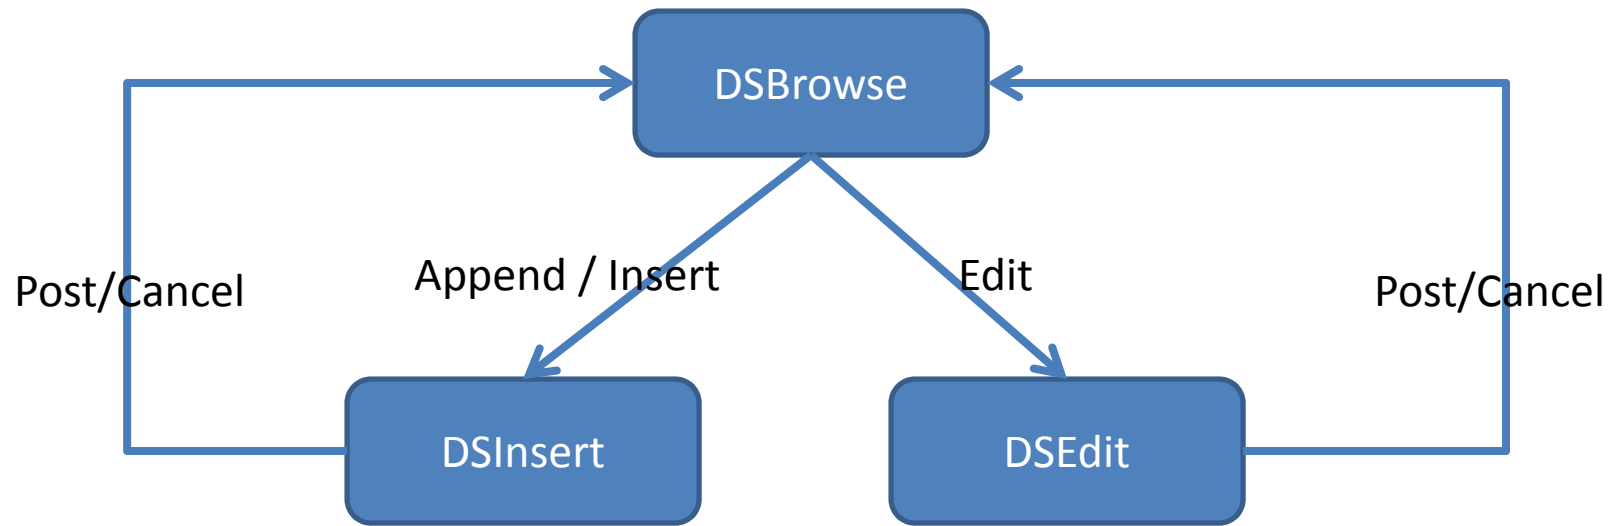 DSBrowse
Append / Insert
Edit
Post/Cancel
Post/Cancel
DSInsert
DSEdit